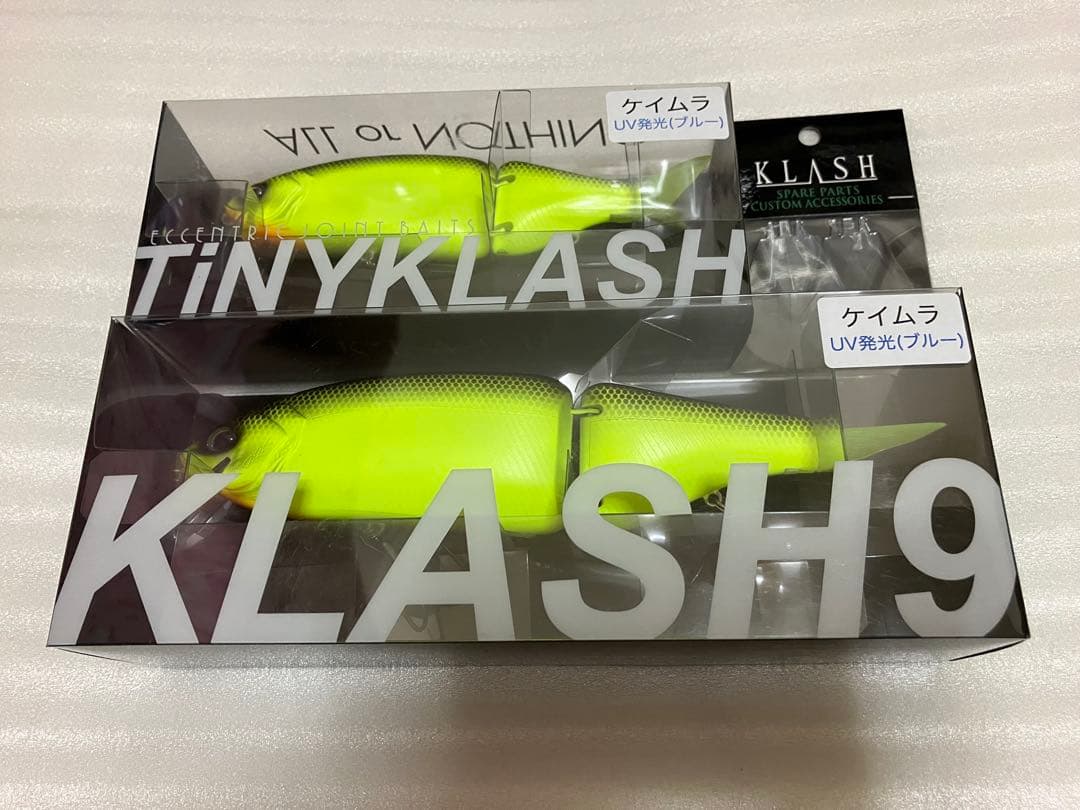 ALL or NOTHIN
ケイムラ
UV発光(ブルー)
ECCENTRIC JOINT BAITS
TiNYKLASH
KLASH
SPARE PARTS
CUSTOM ACCESSORIES
ケイムラ
UV発光(ブルー)
KLASH9